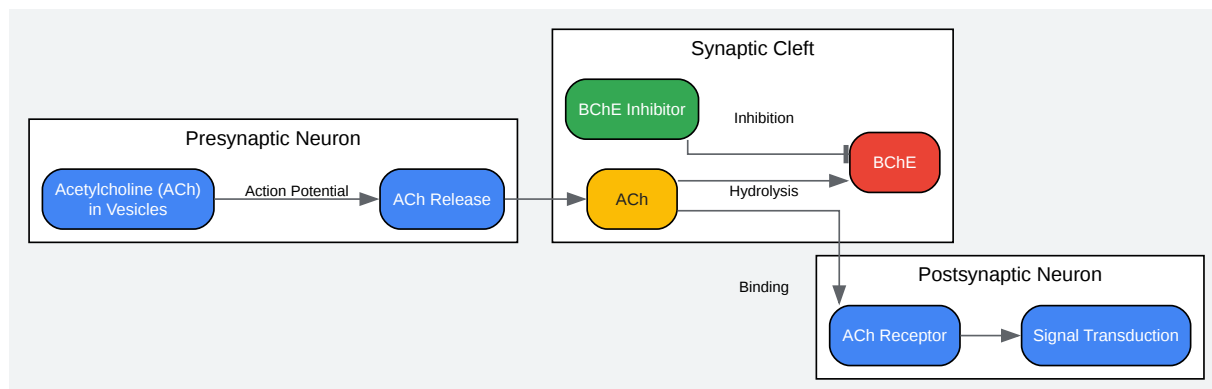 Presynaptic Neuron
Acetylcholine (ACh)
in Vesicles
Action Potential
ACh Release
Synaptic Cleft
BChE Inhibitor
Inhibition
BChE
ACh
Hydrolysis
Binding
Postsynaptic Neuron
ACh Receptor
Signal Transduction